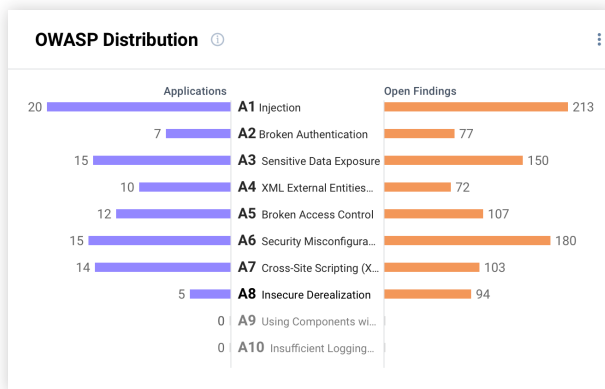 OWASP Distribution
Applications Open Findings
20 A1 Injection 213
7 A2 Broken Authentication 77
15 A3 Sensitive Data Exposure 150
10 A4 XML External Entities... 72
12 A5 Broken Access Control 107
15 A6 Security Misconfigura... 180
14 A7 Cross-Site Scripting (X... 103
5 A8 Insecure Derealization 94
0 A9 Using Components wi...
0 A10 Insufficient Logging...